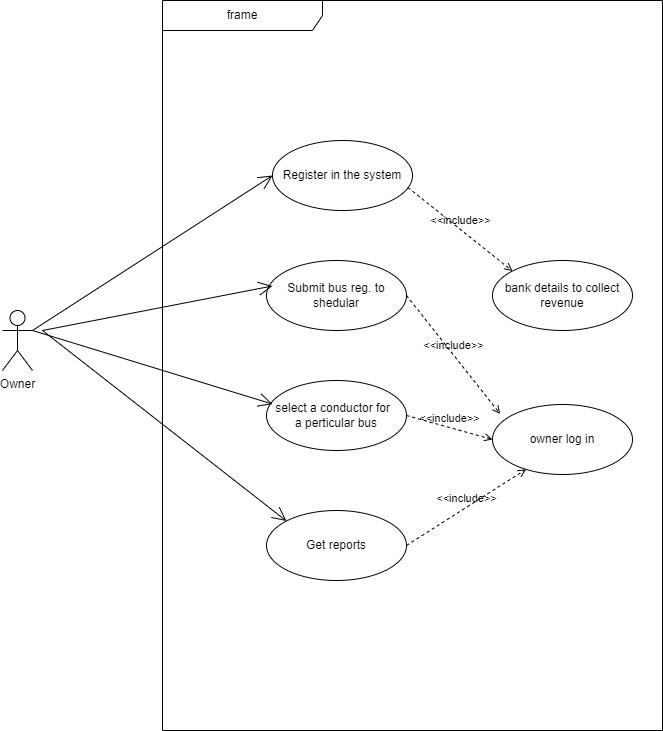 frame
Register in the system
<<include>>
Submit bus reg. to
shedular
bank details to collect
revenue
<<include>>
Owner
select a conductor for
a perticular bus
<<include>>
owner log in
<<include>>
Get reports